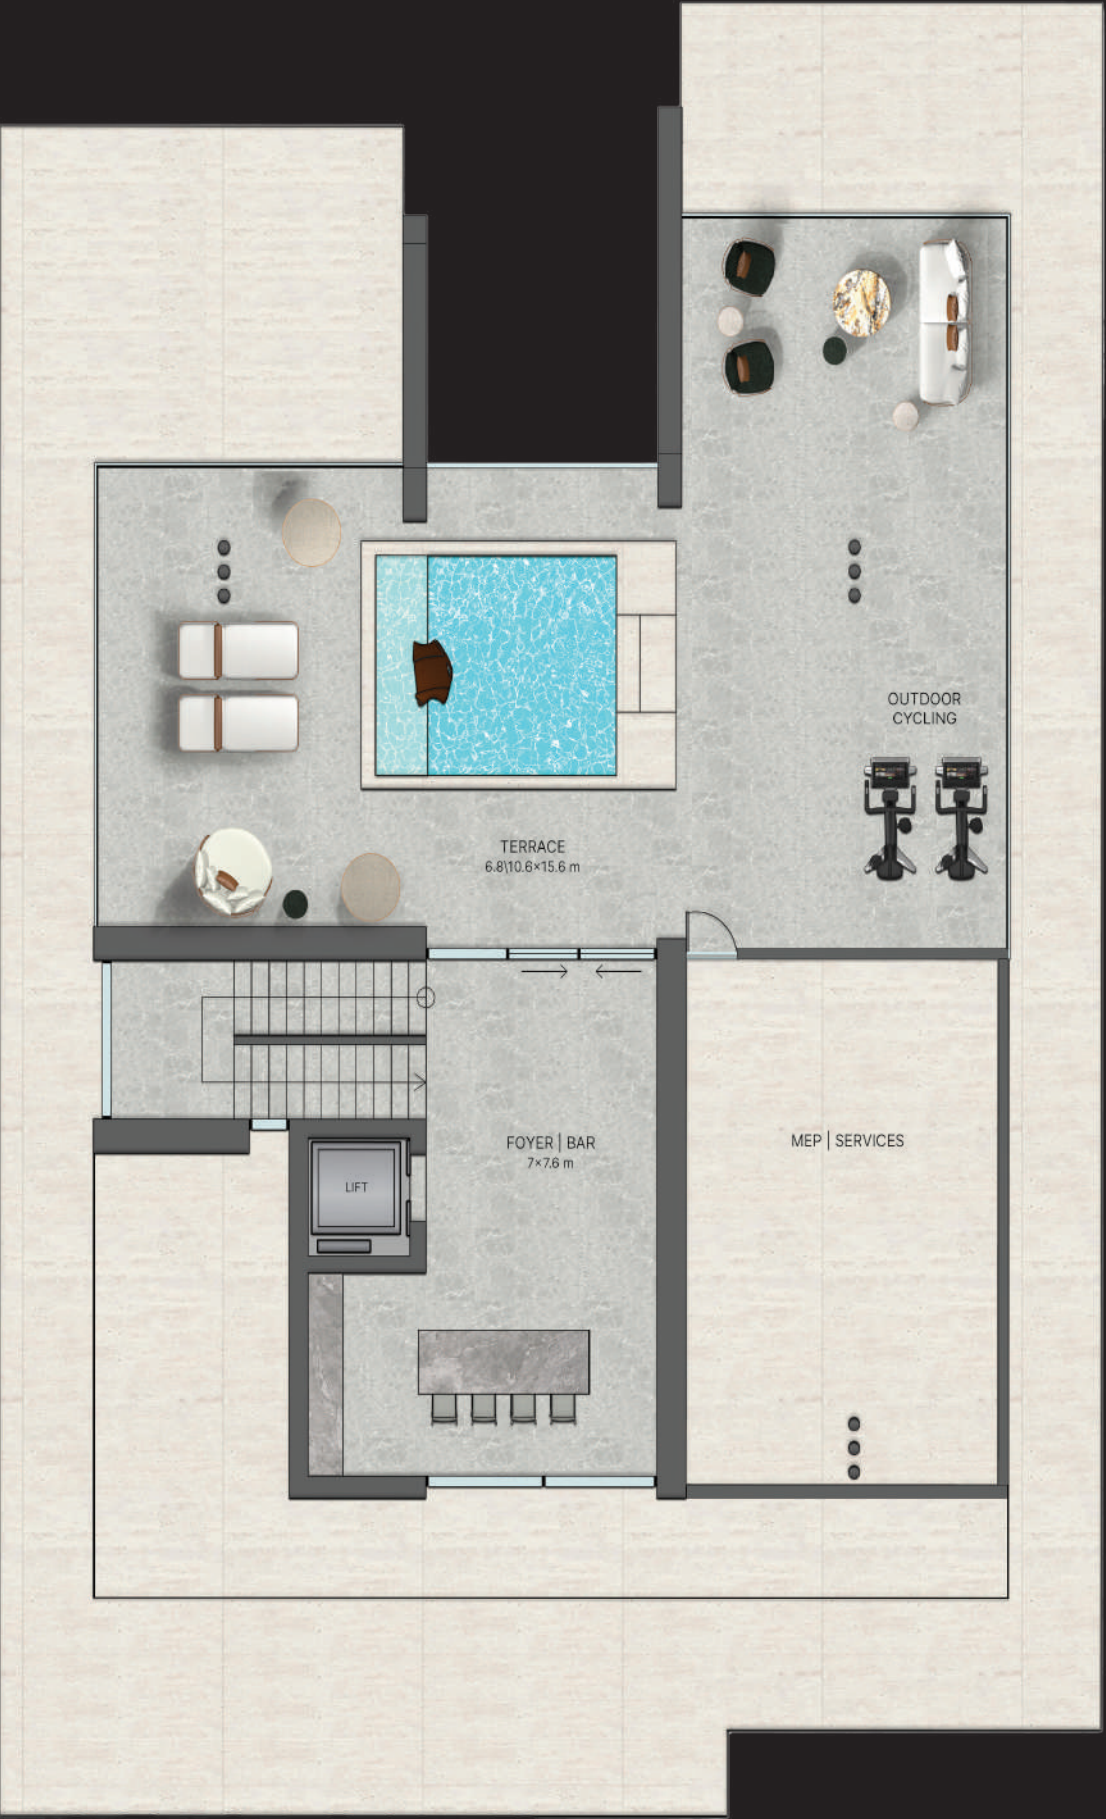 OUTDOOR
CYCLING
TERRACE
6.8\10.6×15.6 m
FOYER | BAR
7×7.6 m
MEP | SERVICES
LIFT